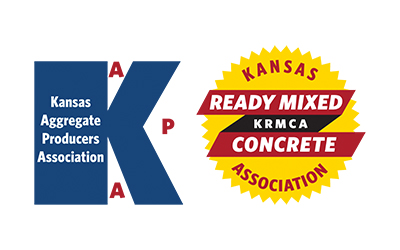 A
Kansas
Aggregate
Producers
Association
P
A
KANSAS
READY MIXED
KRMCA
CONCRETE
ASSOCIATION